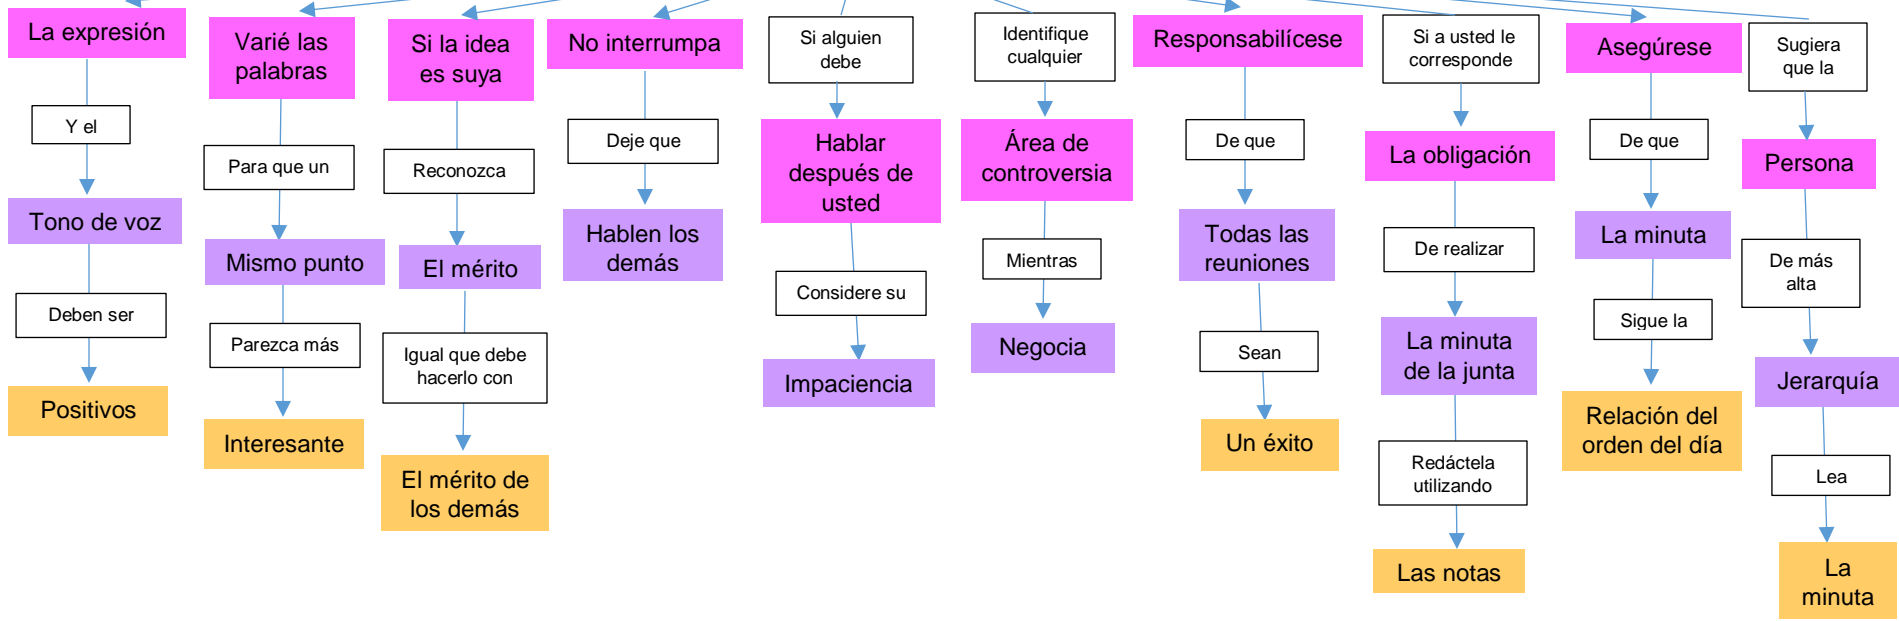 La expresión
Y el
Tono de voz
Deben ser
Positivos
Varié las
palabras
Para que un
Mismo punto
Parezca más
Interesante
Si la idea
es suya
Reconozca
El mérito
Igual que debe
hacerlo con
El mérito de
los demás
No interrumpa
Deje que
Hablen los
demás
Si alguien
debe
Hablar
después de
usted
Considere su
Impaciencia
Identifique
cualquier
Área de
controversia
Mientras
Negocia
Responsabilícese
De que
Todas las
reuniones
Sean
Un éxito
Si a usted le
corresponde
La obligación
De realizar
La minuta
de la junta
Redáctela
utilizando
Las notas
Asegúrese
De que
La minuta
Sigue la
Relación del
orden del día
Sugiera
que la
Persona
De más
alta
Jerarquía
Lea
La
minuta